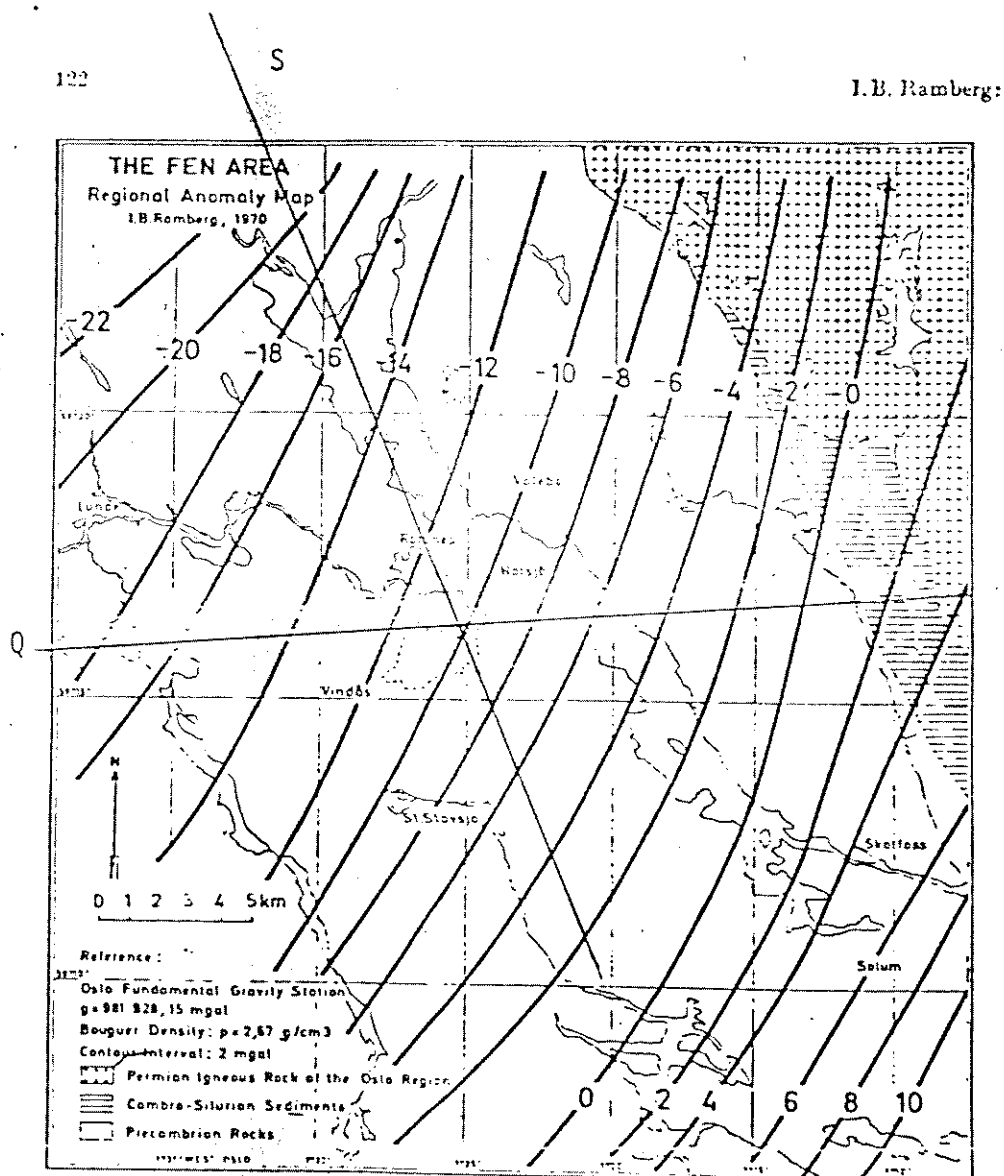 S
122
I.B. Ramberg:
THE FEN AREA
Regional Anomaly Map
I.B. Ramberg, 1970
-22
-20
-18
-16
-14
-12
-10
-8
-6
-4
-2
-0
Lunde
Q
Vindås
N
St.Stavsjø
Skotfoss
0 1 2 3 4 5km
Solum
Reference :
Oslo Fundamental Gravity Station
g=981 928,15 mgal
Bouguer Density: p=2,67 g/cm3
Contour Interval: 2 mgal
Permian Igneous Rock of the Oslo Region
Cambro-Silurian Sediments
Precambrian Rocks
0
2
4
6
8
10